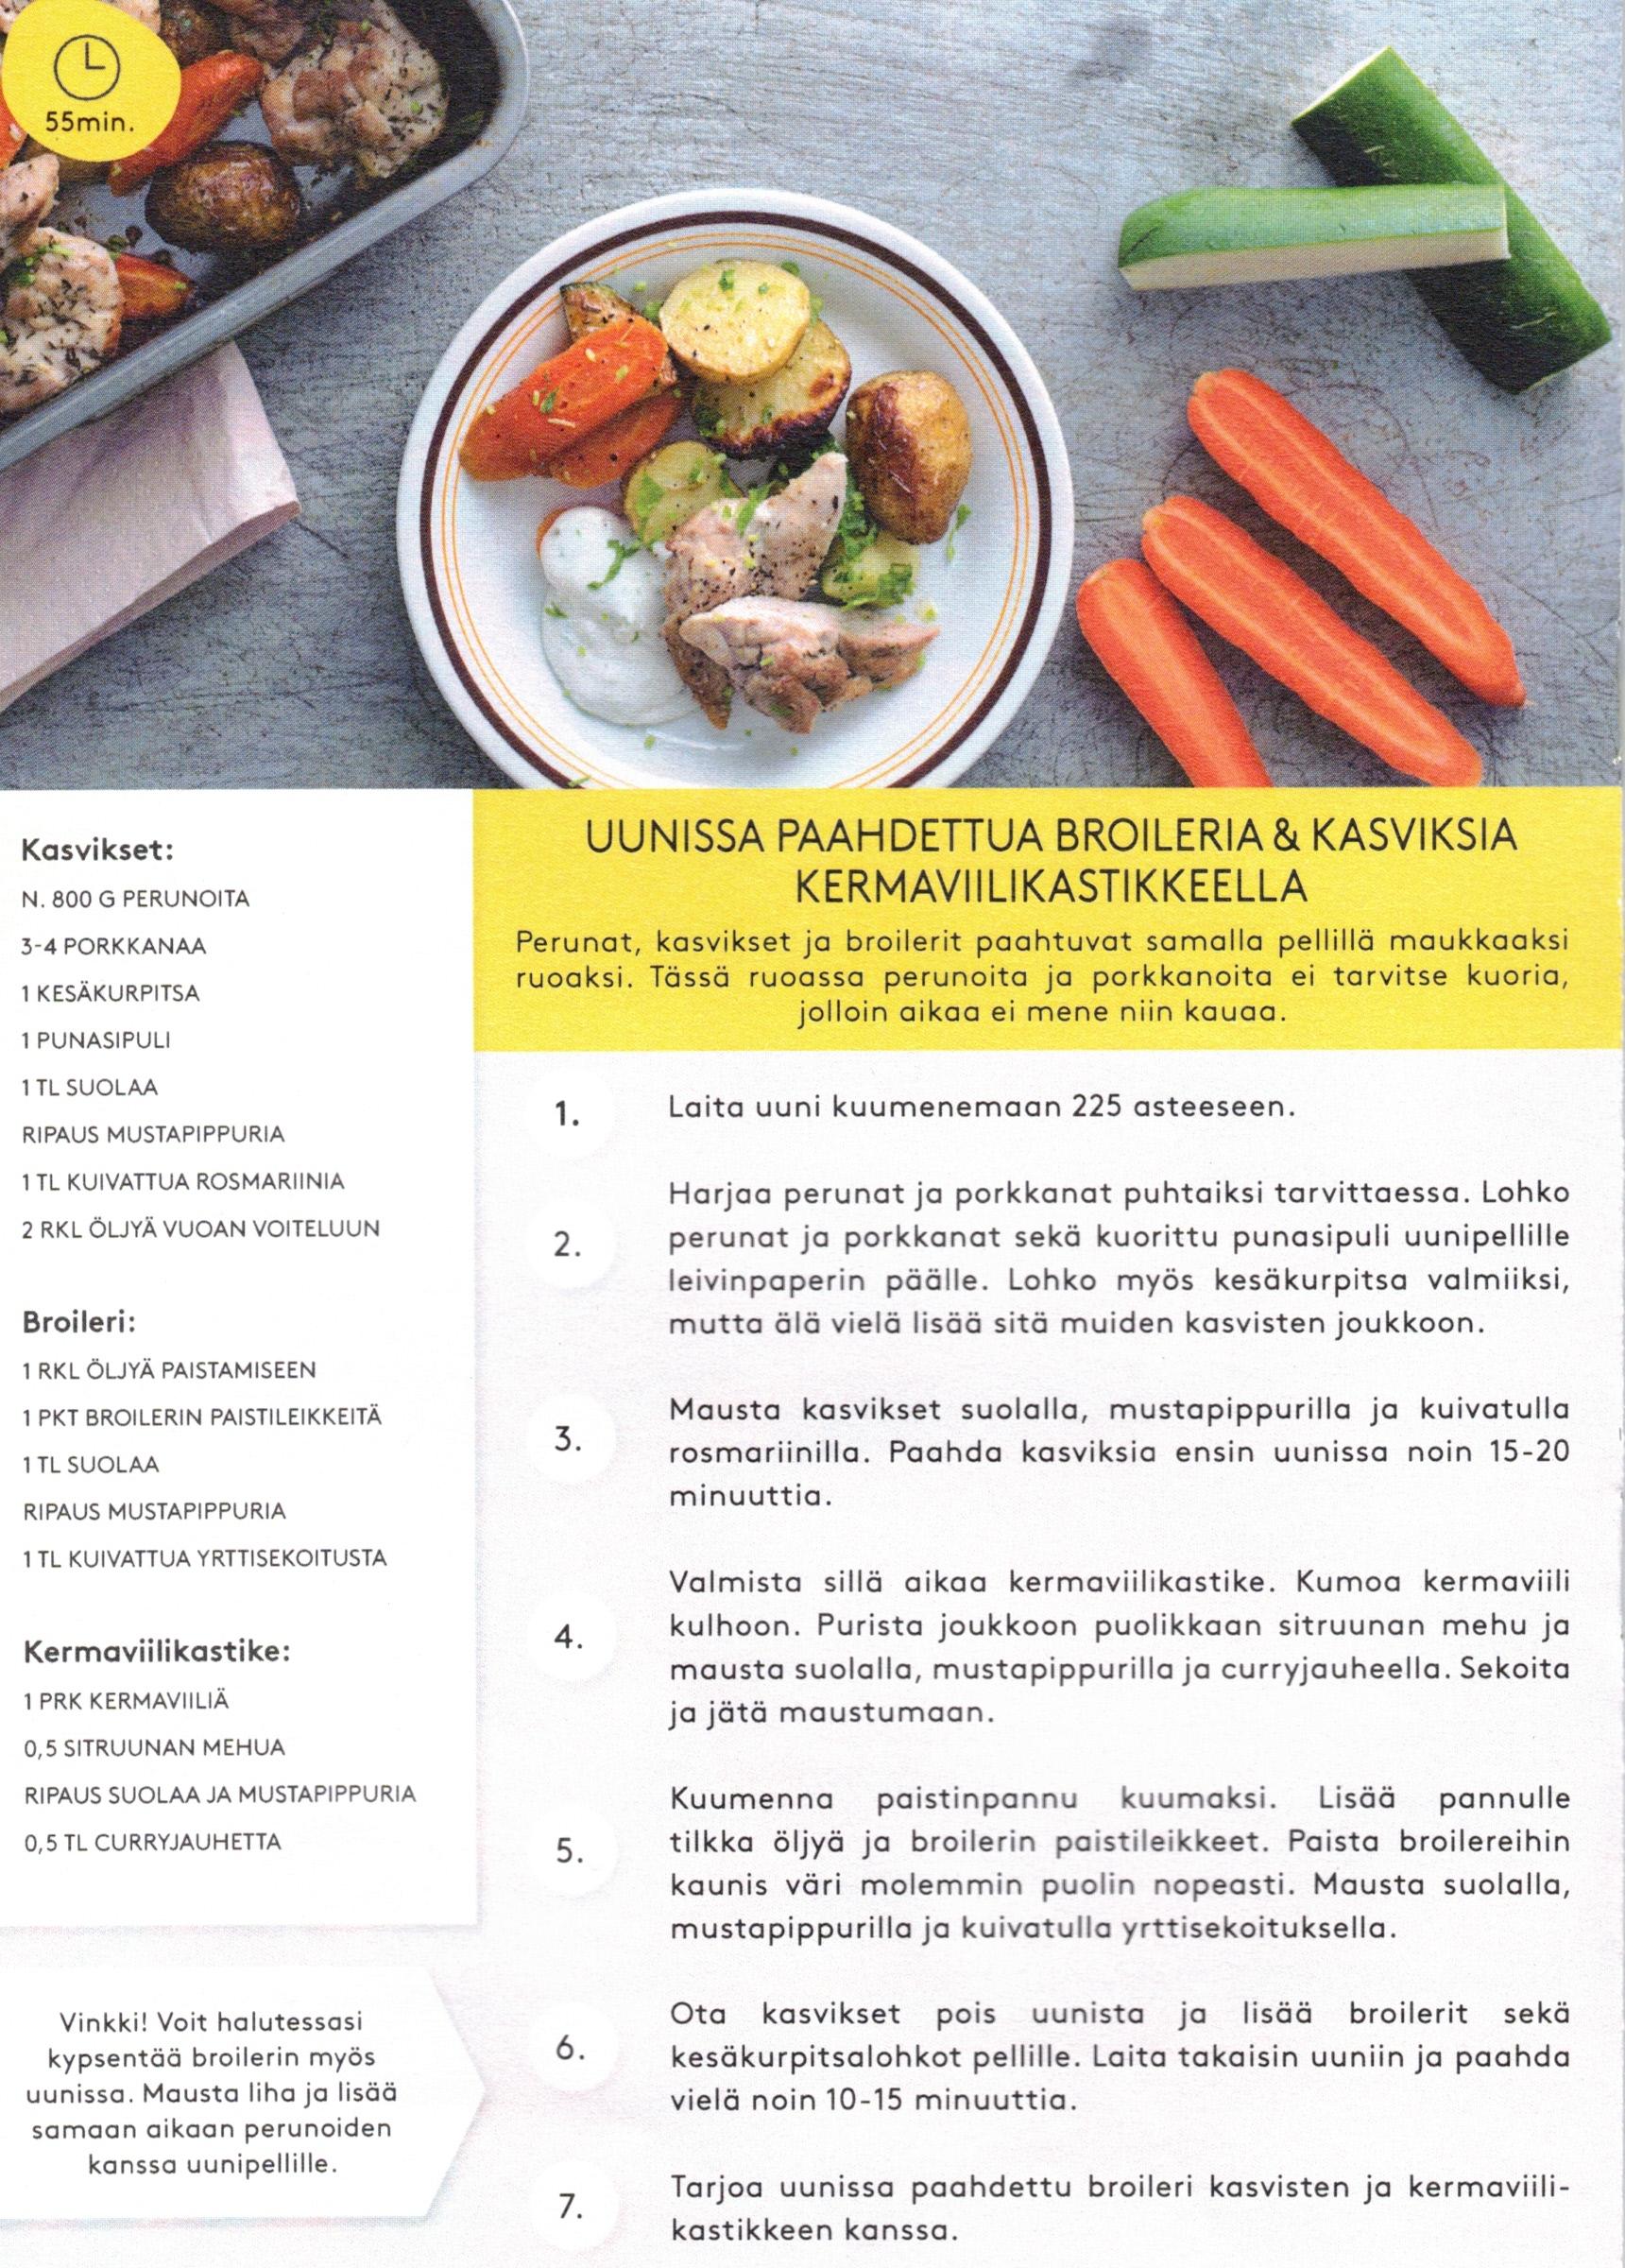 55min.
Kasvikset:
N. 800 G PERUNOITA
3-4 PORKKANAA
1 KESÄKURPITSA
1 PUNASIPULI
1 TL SUOLAA
RIPAUS MUSTAPIPPURIA
1 TL KUIVATTUA ROSMARIINIA
2 RKL ÖLJYÄ VUOAN VOITELUUN
Broileri:
1 RKL ÖLJYÄ PAISTAMISEEN
1 PKT BROILERIN PAISTILEIKKEITÄ
1 TL SUOLAA
RIPAUS MUSTAPIPPURIA
1 TL KUIVATTUA YRTTISEKOITUSTA
Kermaviilikastike:
1 PRK KERMAVIILIÄ
0,5 SITRUUNAN MEHUA
RIPAUS SUOLAA JA MUSTAPIPPURIA
0,5 TL CURRYJAUHETTA
Vinkki! Voit halutessasi
kypsentää broilerin myös
uunissa. Mausta liha ja lisää
samaan aikaan perunoiden
kanssa uunipellille.
UUNISSA PAAHDETTUA BROILERIA & KASVIKSIA
KERMAVIILIKASTIKKEELLA
Perunat, kasvikset ja broilerit paahtuvat samalla pellillä maukkaaksi
ruoaksi. Tässä ruoassa perunoita ja porkkanoita ei tarvitse kuoria,
jolloin aikaa ei mene niin kauaa.
1. Laita uuni kuumenemaan 225 asteeseen.
2. Harjaa perunat ja porkkanat puhtaiksi tarvittaessa. Lohko
perunat ja porkkanat sekä kuorittu punasipuli uunipellille
leivinpaperin päälle. Lohko myös kesäkurpitsa valmiiksi,
mutta älä vielä lisää sitä muiden kasvisten joukkoon.
3. Mausta kasvikset suolalla, mustapippurilla ja kuivatulla
rosmariinilla. Paahda kasviksia ensin uunissa noin 15-20
minuuttia.
4. Valmista sillä aikaa kermaviilikastike. Kumoa kermaviili
kulhoon. Purista joukkoon puolikkaan sitruunan mehu ja
mausta suolalla, mustapippurilla ja curryjauheella. Sekoita
ja jätä maustumaan.
5. Kuumenna paistinpannu kuumaksi. Lisää pannulle
tilkka öljyä ja broilerin paistileikkeet. Paista broilereihin
kaunis väri molemmin puolin nopeasti. Mausta suolalla,
mustapippurilla ja kuivatulla yrttisekoituksella.
6. Ota kasvikset pois uunista ja lisää broilerit sekä
kesäkurpitsalohkot pellille. Laita takaisin uuniin ja paahda
vielä noin 10-15 minuuttia.
7. Tarjoa uunissa paahdettu broileri kasvisten ja kermaviili-
kastikkeen kanssa.